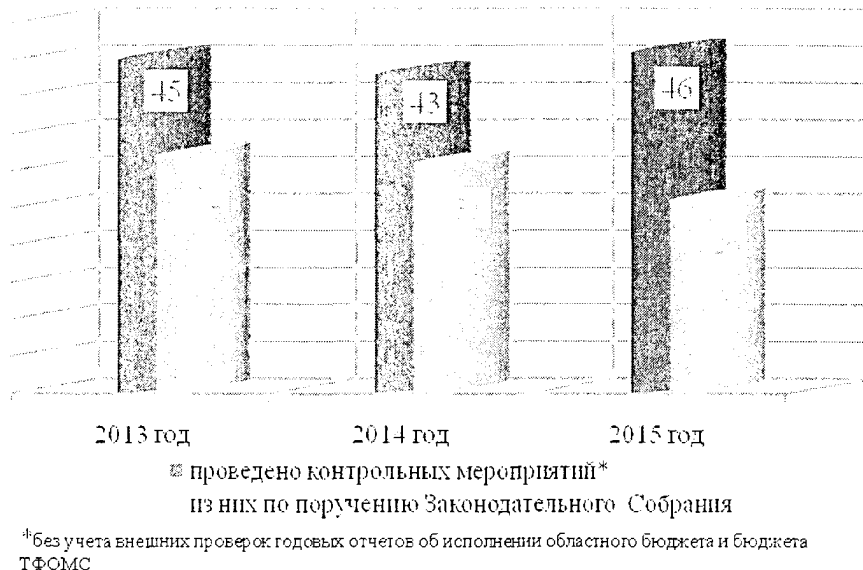 45
43
46
2013 год 2014 год 2015 год
проведено контрольных мероприятий*
из них по поручению Законодательного Собрания
*без учета внешних проверок годовых отчетов об исполнении областного бюджета и бюджета
ТФОМС